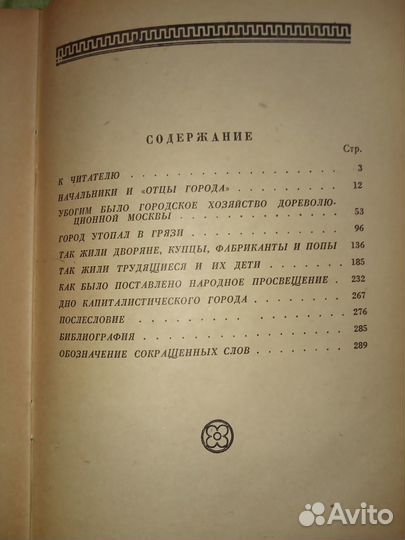 СОДЕРЖАНИЕ
Стр.
К ЧИТАТЕЛЮ . . . . . . . . . . . . . . . 3
НАЧАЛЬНИКИ И «ОТЦЫ ГОРОДА» . . . . . . . . . 12
УБОГИМ БЫЛО ГОРОДСКОЕ ХОЗЯЙСТВО ДОРЕВОЛЮ-
ЦИОННОЙ МОСКВЫ . . . . . . . . . . . . . 53
ГОРОД УТОПАЛ В ГРЯЗИ . . . . . . . . . . . 96
ТАК ЖИЛИ ДВОРЯНЕ, КУПЦЫ, ФАБРИКАНТЫ И ПОПЫ 136
ТАК ЖИЛИ ТРУДЯЩИЕСЯ И ИХ ДЕТИ . . . . . . . 185
КАК БЫЛО ПОСТАВЛЕНО НАРОДНОЕ ПРОСВЕЩЕНИЕ . 232
ДНО КАПИТАЛИСТИЧЕСКОГО ГОРОДА . . . . . . . 267
ПОСЛЕСЛОВИЕ . . . . . . . . . . . . . . 276
БИБЛИОГРАФИЯ . . . . . . . . . . . . . . 285
ОБОЗНАЧЕНИЕ СОКРАЩЕННЫХ СЛОВ . . . . . . . 289
Avito